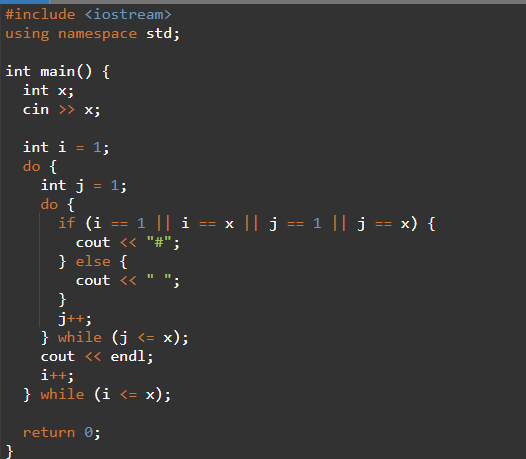 #include <iostream>
using namespace std;

int main() {
  int x;
  cin >> x;

  int i = 1;
  do {
    int j = 1;
    do {
      if (i == 1 || i == x || j == 1 || j == x) {
        cout << "#";
      } else {
        cout << " ";
      }
      j++;
    } while (j <= x);
    cout << endl;
    i++;
  } while (i <= x);

  return 0;
}